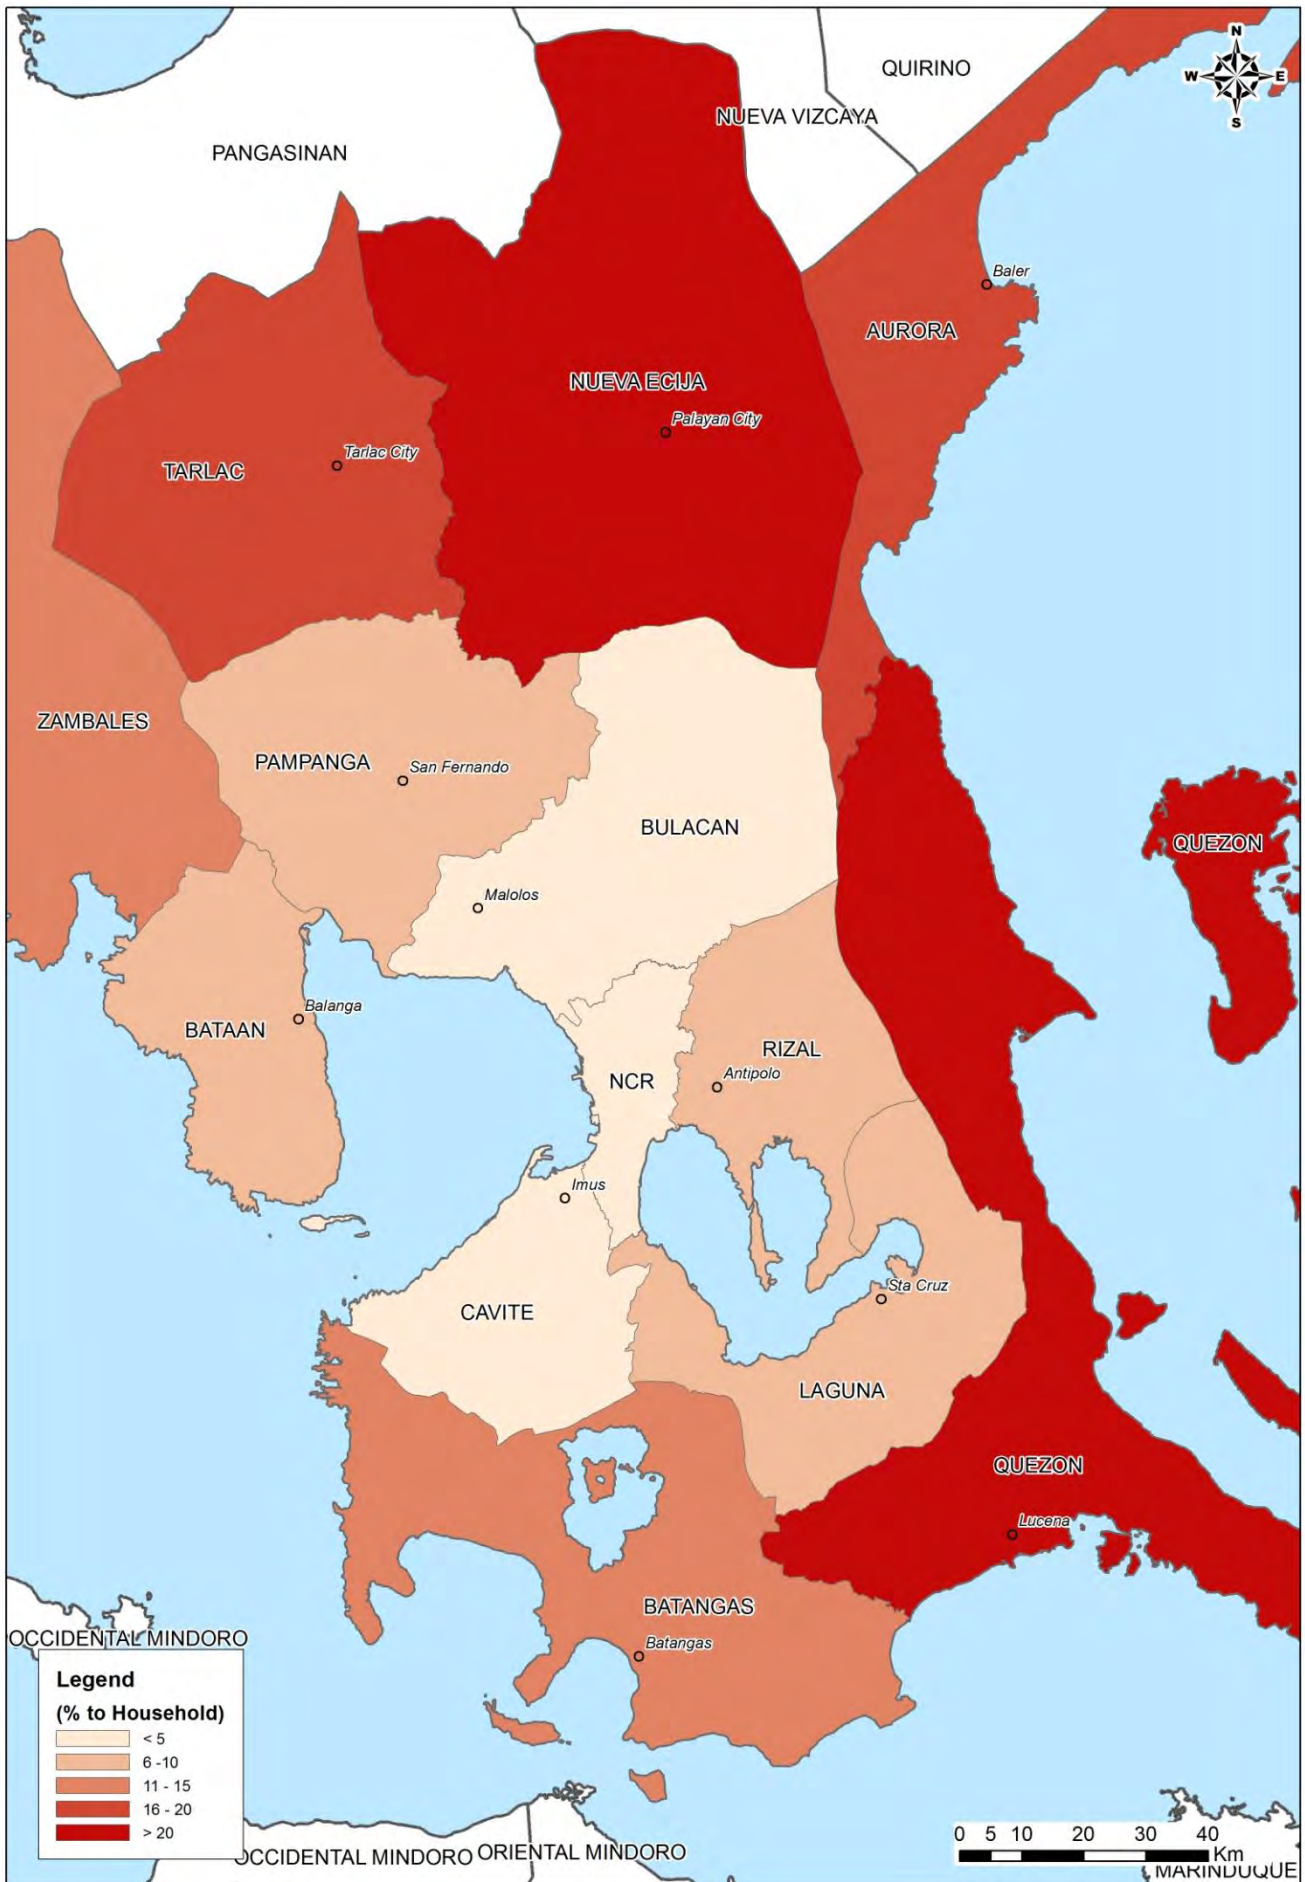 N
QUIRINO
W E
S
NUEVA VIZCAYA
PANGASINAN
Baler
AURORA
NUEVA ECIJA
Palayan City
Tarlac City
TARLAC
ZAMBALES
PAMPANGA
San Fernando
BULACAN
QUEZON
Malolos
Balanga
BATAAN
RIZAL
NCR
Antipolo
Imus
Sta Cruz
CAVITE
LAGUNA
QUEZON
Lucena
BATANGAS
Batangas
OCCIDENTAL MINDORO
Legend
(% to Household)
< 5
6 -10
11 - 15
16 - 20
> 20
0 5 10 20 30 40
Km
OCCIDENTAL MINDORO
ORIENTAL MINDORO
MARINDUQUE